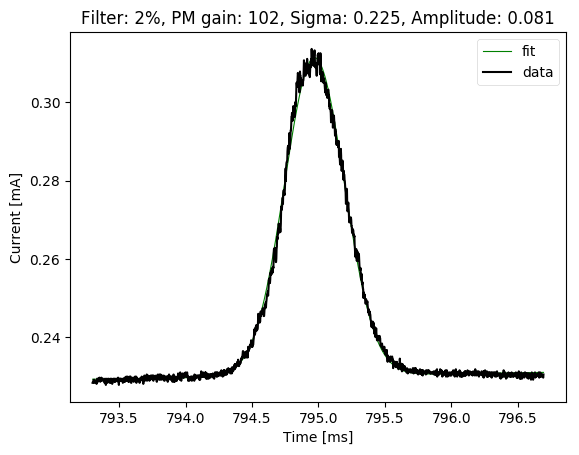 Filter: 2%, PM gain: 102, Sigma: 0.225, Amplitude: 0.081
fit
data
0.30
0.28
0.26
0.24
Current [mA]
793.5 794.0 794.5 795.0 795.5 796.0 796.5
Time [ms]